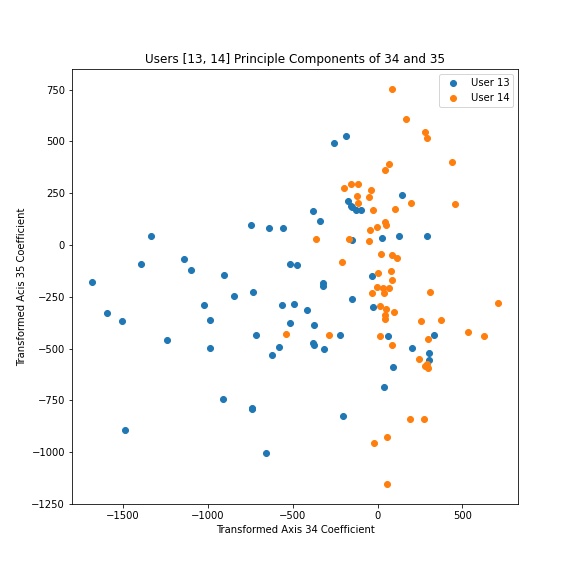 Users [13, 14] Principle Components of 34 and 35
User 13
User 14
750
500
250
0
−250
−500
−750
−1000
−1250
Transformed Acis 35 Coefficient
−1500
−1000
−500
0
500
Transformed Axis 34 Coefficient